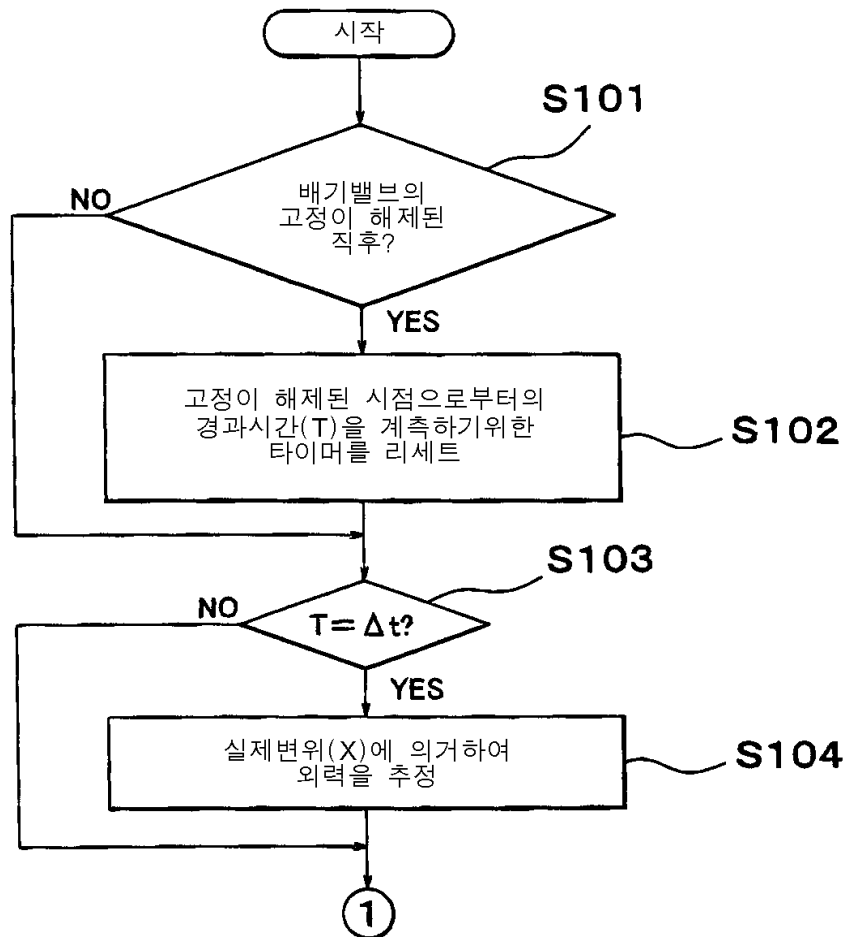 시작
S101
배기밸브의
고정이 해제된
직후?
NO
YES
고정이 해제된 시점으로부터의
경과시간(T)을 계측하기위한
타이머를 리세트
S102
S103
NO
T=Δt?
YES
실제변위(X)에 의거하여
외력을 추정
S104
1